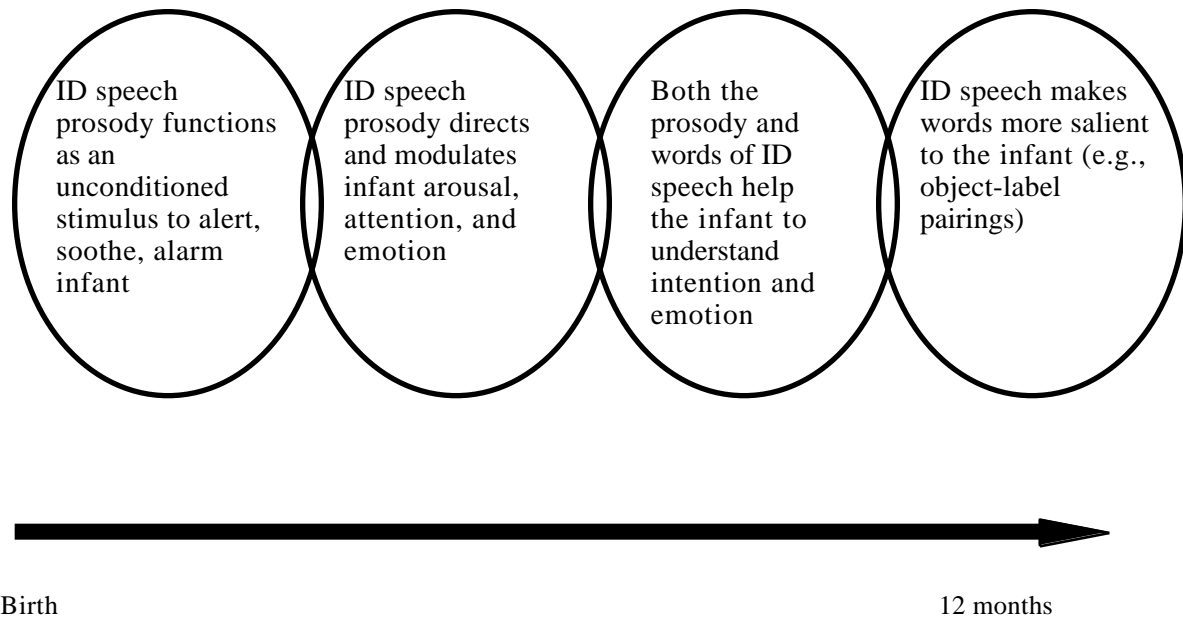 ID speech
prosody functions
as an
unconditioned
stimulus to alert,
soothe, alarm
infant
ID speech
prosody directs
and modulates
infant arousal,
attention, and
emotion
Both the
prosody and
words of ID
speech help
the infant to
understand
intention and
emotion
ID speech makes
words more salient
to the infant (e.g.,
object-label
pairings)
Birth
12 months